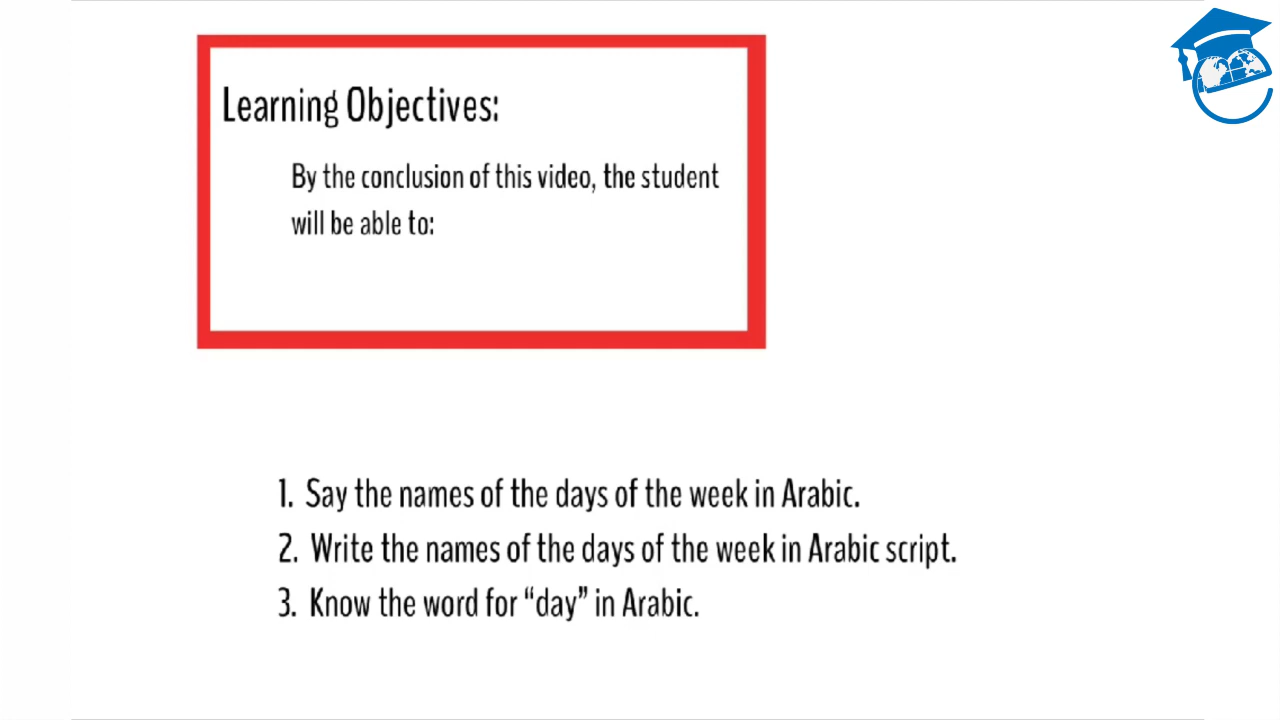 Learning Objectives:
By the conclusion of this video, the student
will be able to:
1. Say the names of the days of the week in Arabic.
2. Write the names of the days of the week in Arabic script.
3. Know the word for “day” in Arabic.